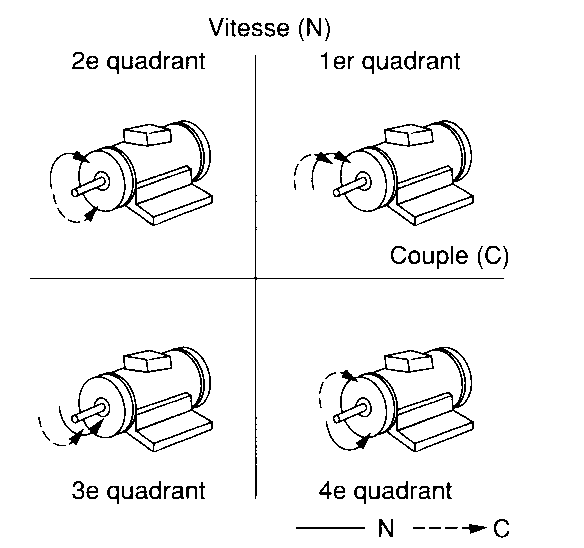 Vitesse (N)
2e quadrant
1er quadrant
Couple (C)
3e quadrant
4e quadrant
N
C